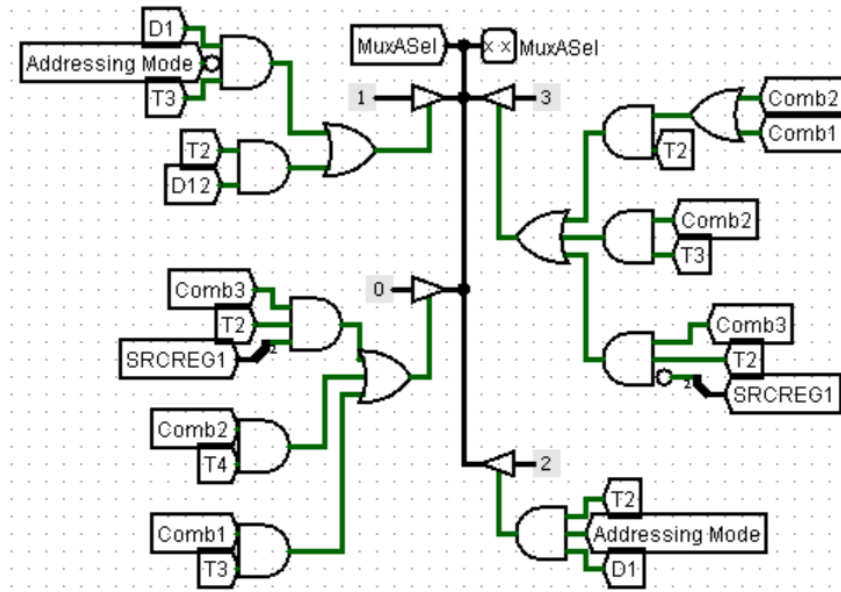 D1
MuxASel
x x
MuxASel
Addressing Mode
1
3
Comb2
T3
Comb1
T2
T2
D12
Comb2
T3
0
Comb3
T2
Comb3
SRCREG1
2
T2
2
SRCREG1
Comb2
T4
2
T2
Comb1
Addressing Mode
T3
D1